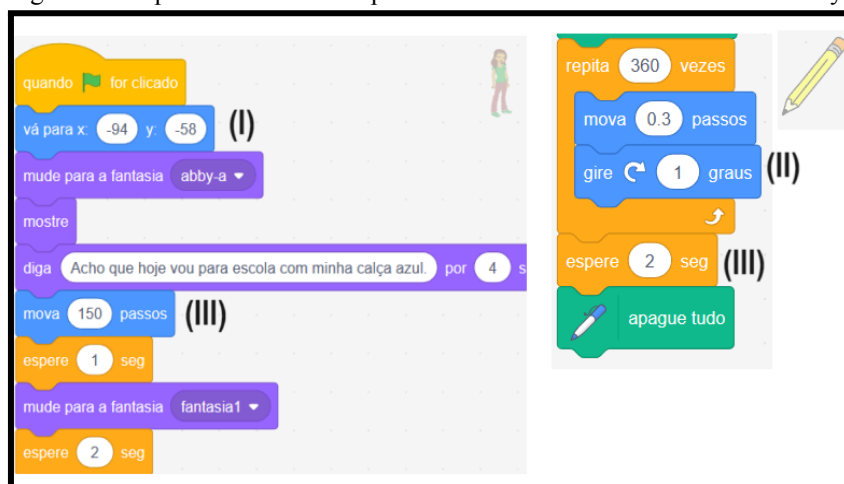 quando for clicado
vá para x: -94 y: -58 (I)
mude para a fantasia abby-a
mostre
diga Acho que hoje vou para escola com minha calça azul. por 4 s
mova 150 passos (III)
espere 1 seg
mude para a fantasia fantasia1
espere 2 seg
repita 360 vezes
mova 0.3 passos
gire 1 graus (II)
espere 2 seg (III)
apague tudo